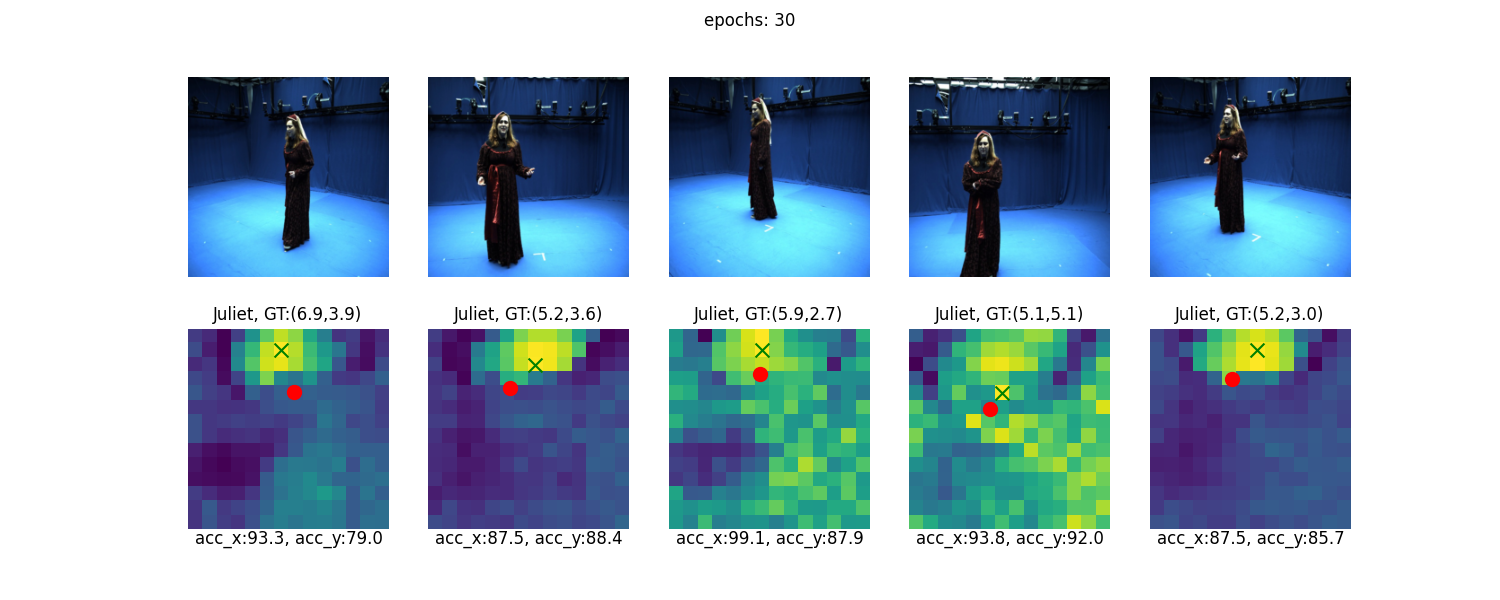 epochs: 30
Juliet, GT:(6.9,3.9)
Juliet, GT:(5.2,3.6)
Juliet, GT:(5.9,2.7)
Juliet, GT:(5.1,5.1)
Juliet, GT:(5.2,3.0)
acc_x:93.3, acc_y:79.0
acc_x:87.5, acc_y:88.4
acc_x:99.1, acc_y:87.9
acc_x:93.8, acc_y:92.0
acc_x:87.5, acc_y:85.7